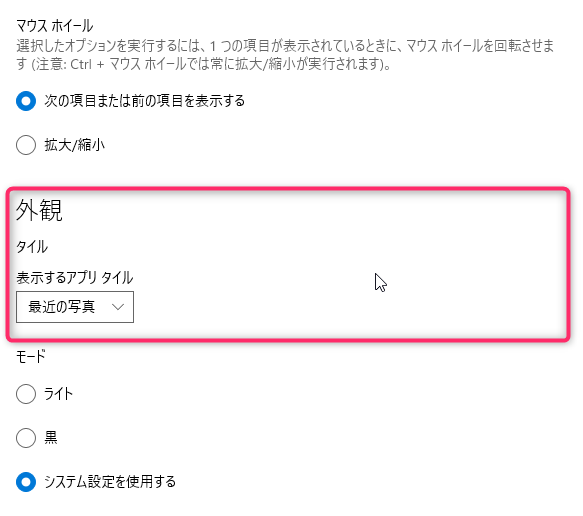 マウス ホイール
選択したオプションを実行するには、1 つの項目が表示されているときに、マウス ホイールを回転させま
す (注意: Ctrl + マウス ホイールでは常に拡大/縮小が実行されます)。
次の項目または前の項目を表示する
拡大/縮小
外観
タイル
表示するアプリ タイル
最近の写真
モード
ライト
黒
システム設定を使用する